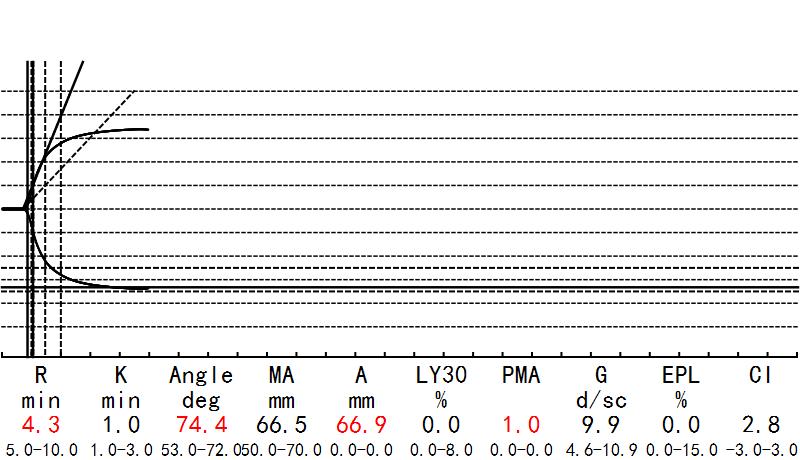 R K Angle MA A LY30 PMA G EPL CI
min min deg mm mm % d/sc %
4.3 1.0 74.4 66.5 66.9 0.0 1.0 9.9 0.0 2.8
5.0-10.0 1.0-3.0 53.0-72.0 50.0-70.0 0.0-0.0 0.0-8.0 0.0-0.0 4.6-10.9 0.0-15.0 -3.0-3.0